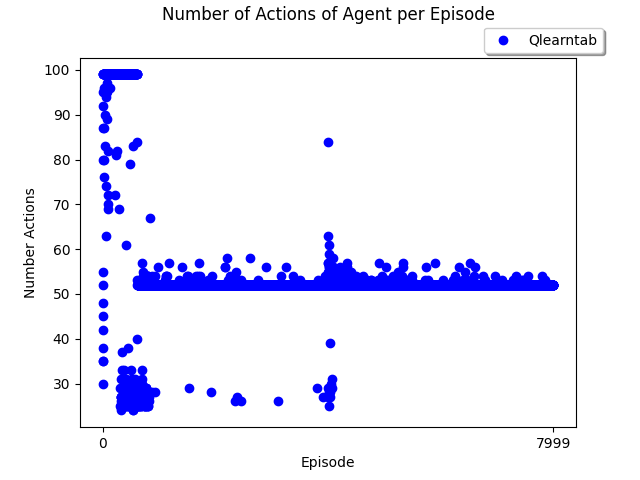 Number of Actions of Agent per Episode
Qlearntab
100
90
80
70
60
50
40
30
Number Actions
0
7999
Episode